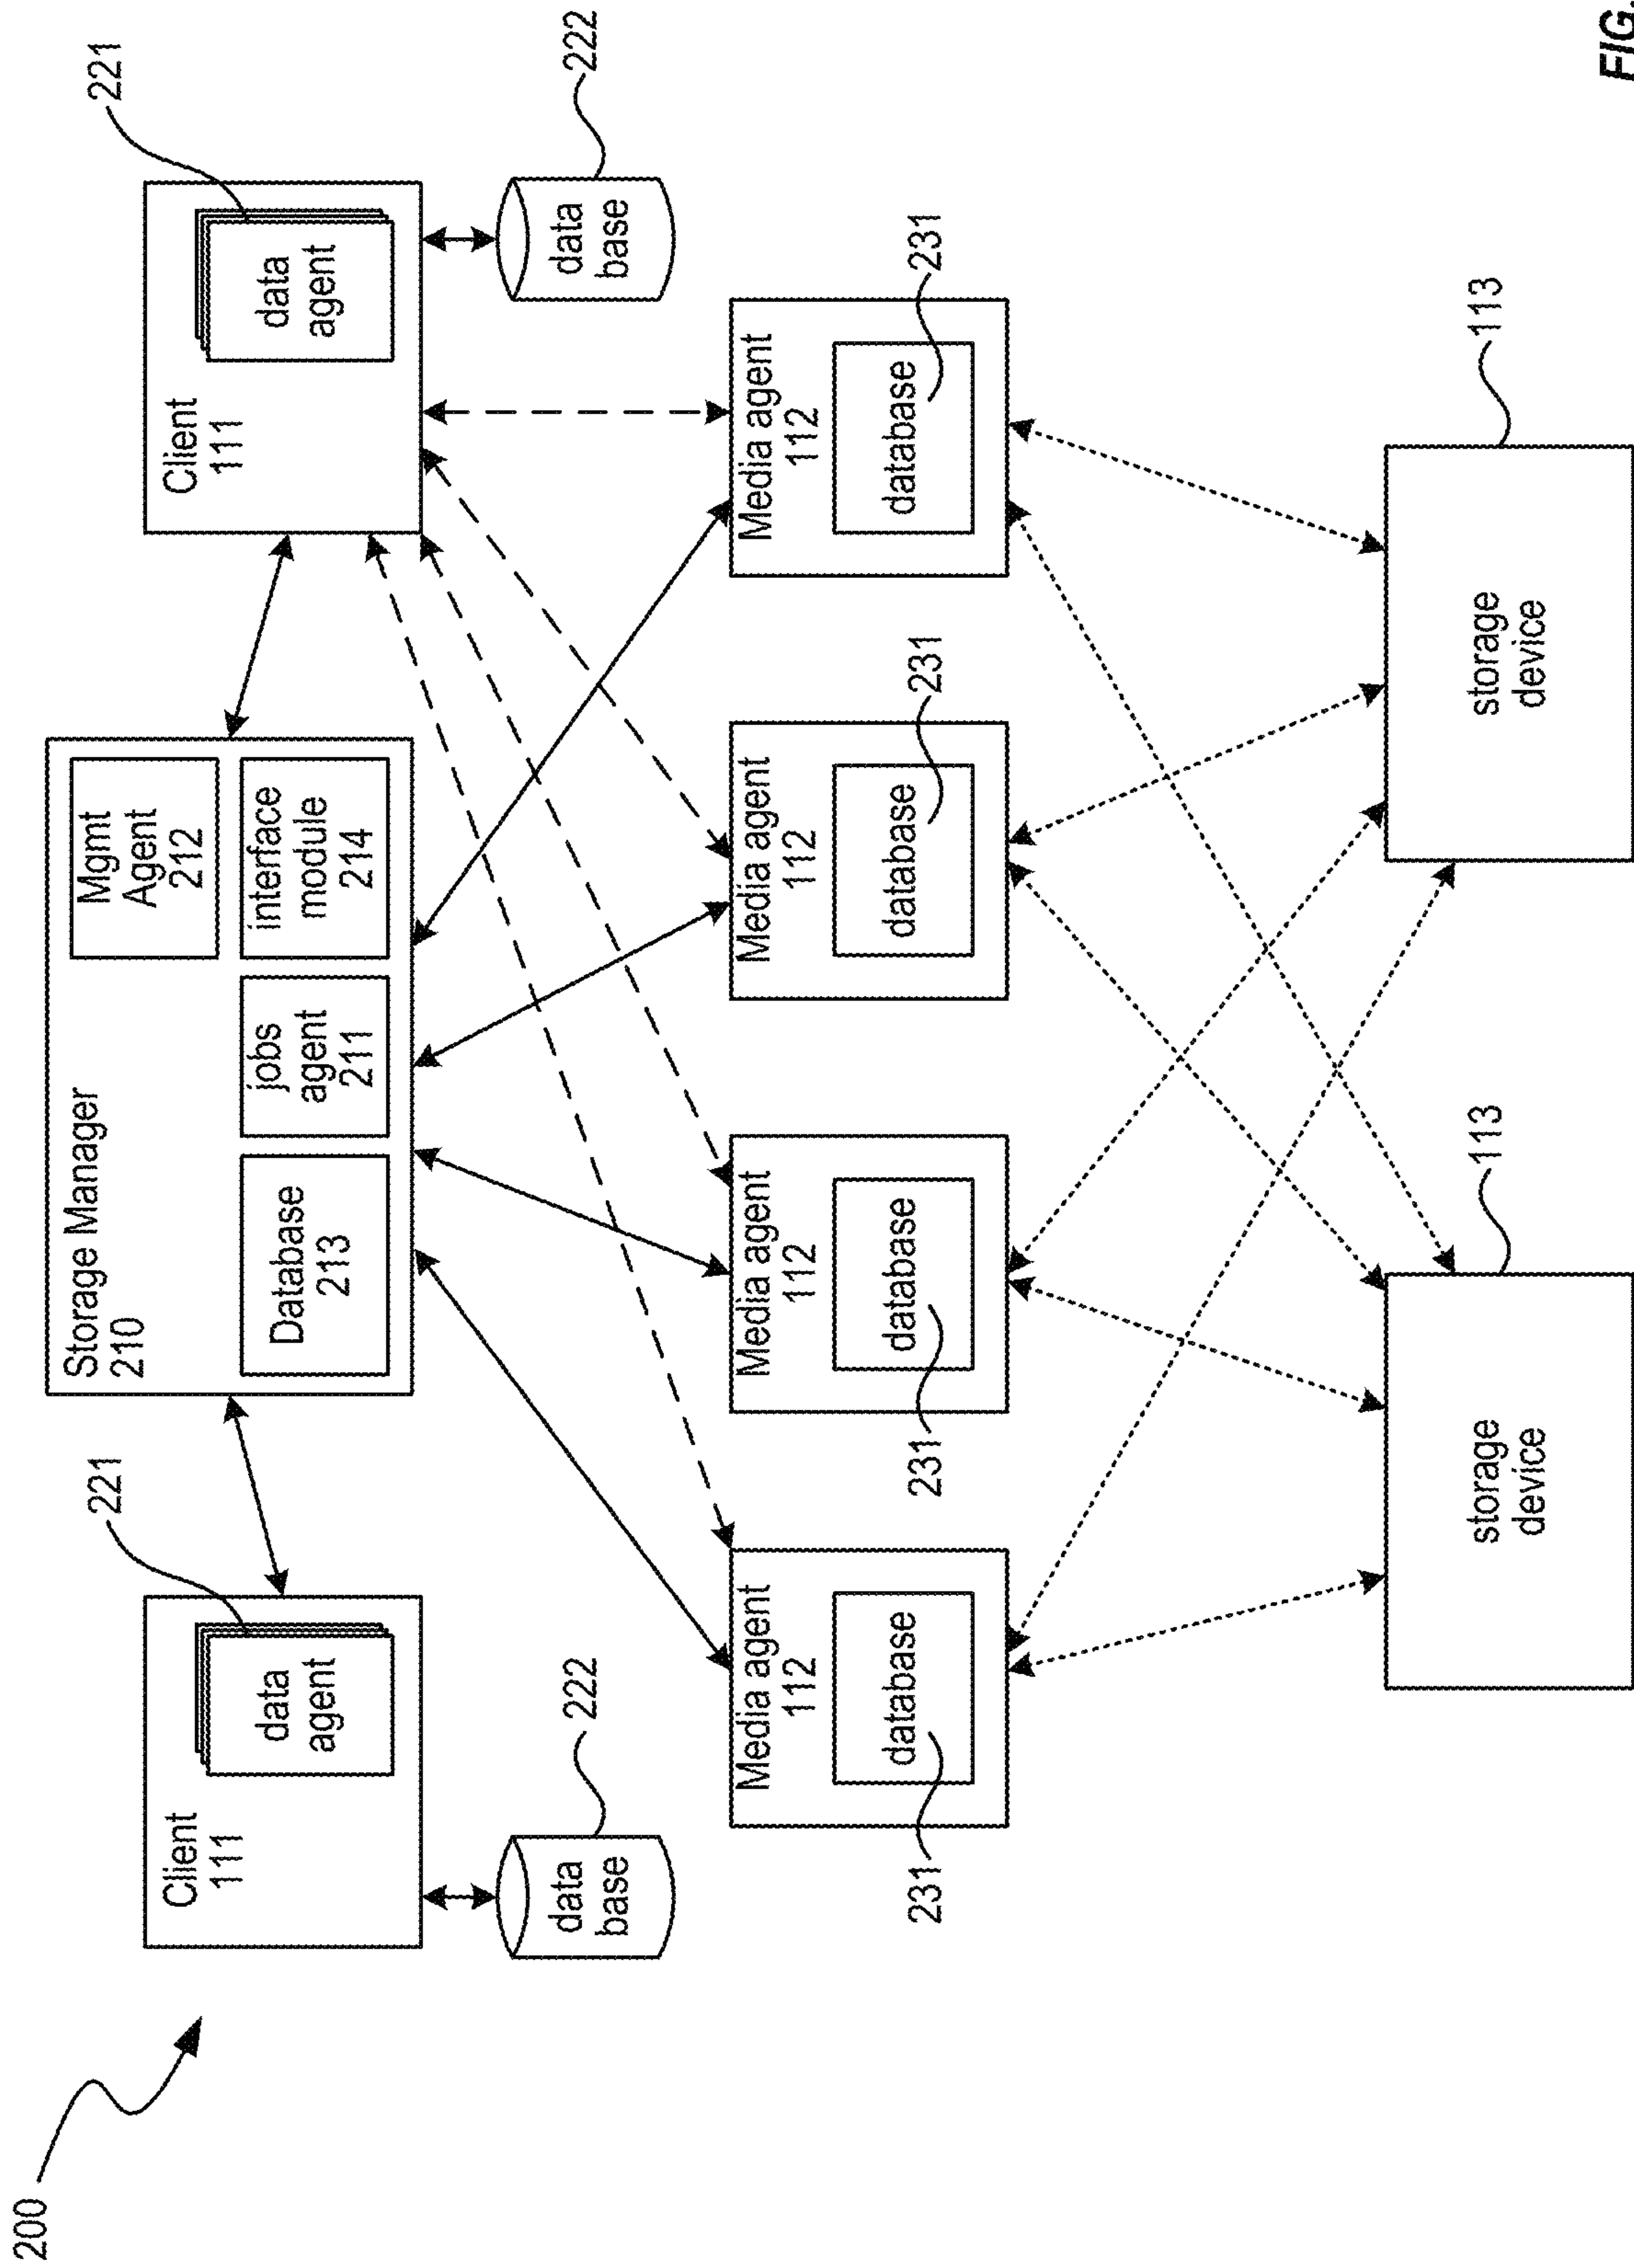 200
Client
111
data
agent
221
data
base
222
Storage Manager
210
Mgmt
Agent
212
Database
213
jobs
agent
211
interface
module
214
Client
111
data
agent
221
data
base
222
Media agent
112
database
231
Media agent
112
database
231
Media agent
112
database
231
Media agent
112
database
231
storage
device
113
storage
device
113
FIG.